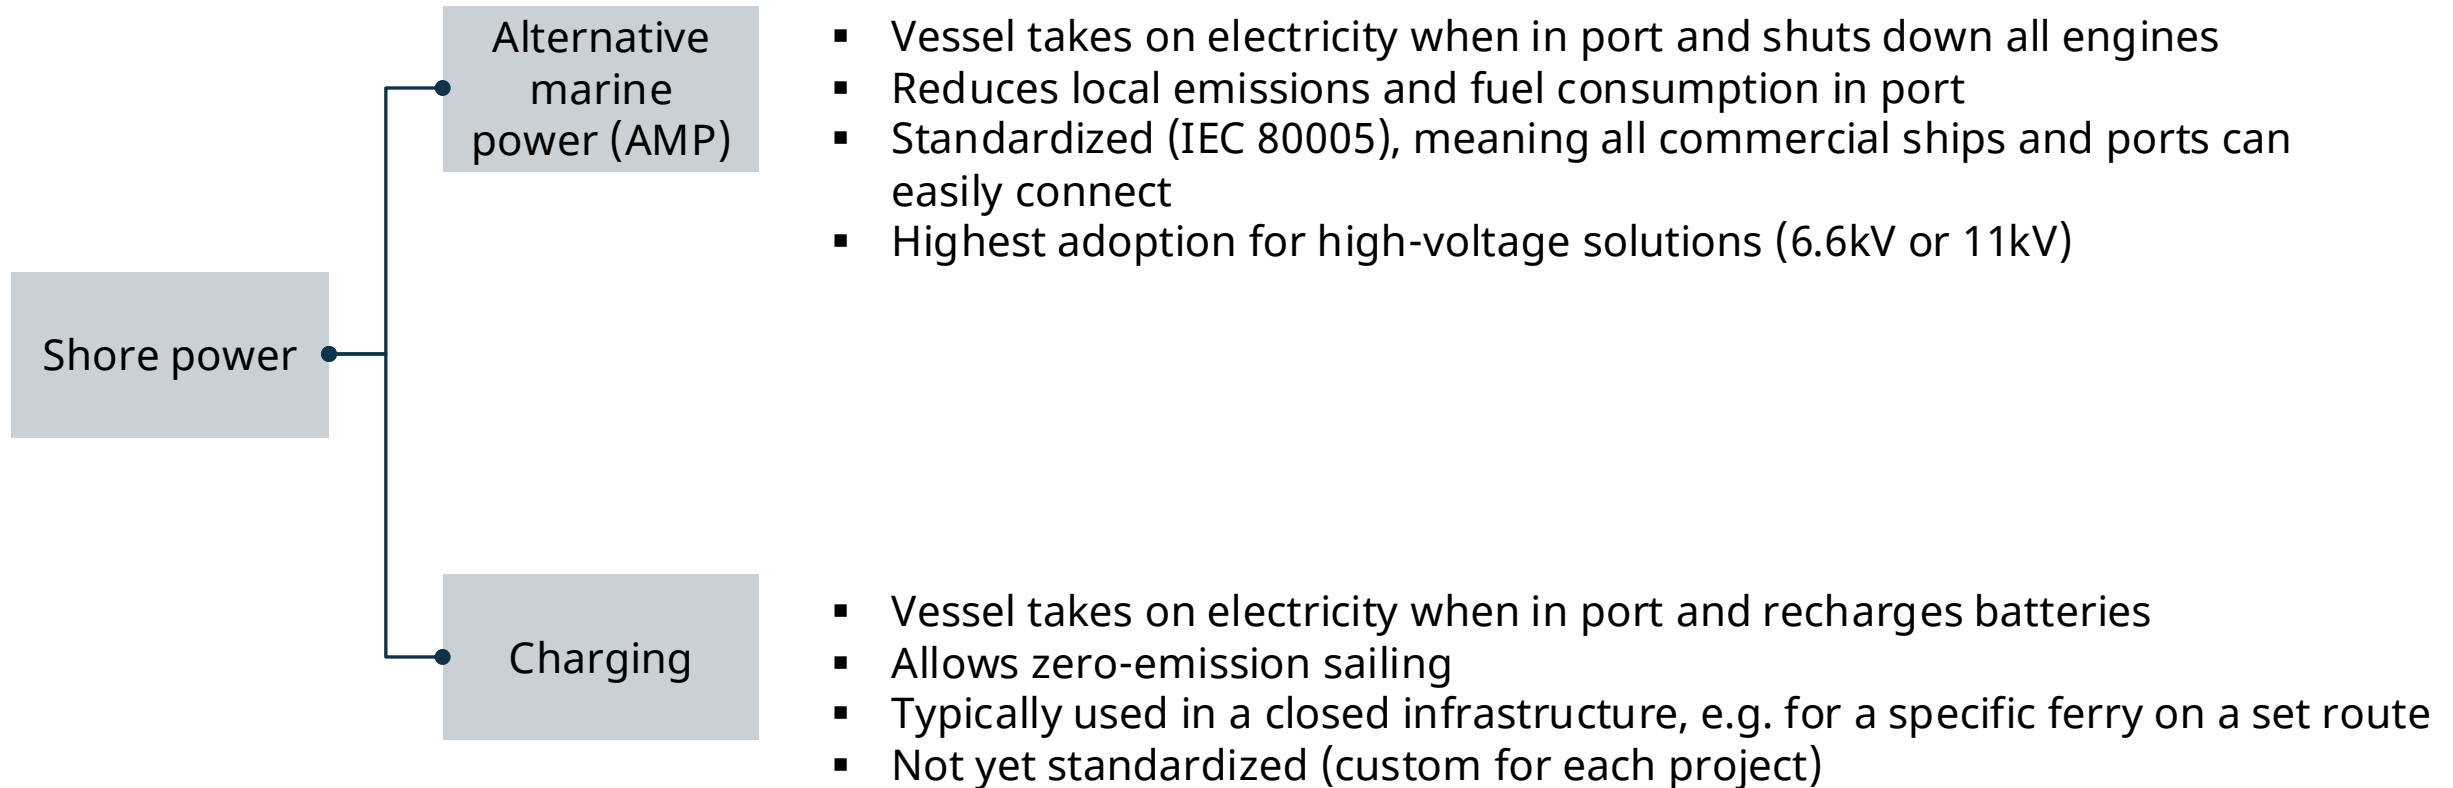 Alternative
marine
power (AMP)
▪ Vessel takes on electricity when in port and shuts down all engines
▪ Reduces local emissions and fuel consumption in port
▪ Standardized (IEC 80005), meaning all commercial ships and ports can
easily connect
▪ Highest adoption for high-voltage solutions (6.6kV or 11kV)
Shore power
Charging
▪ Vessel takes on electricity when in port and recharges batteries
▪ Allows zero-emission sailing
▪ Typically used in a closed infrastructure, e.g. for a specific ferry on a set route
▪ Not yet standardized (custom for each project)